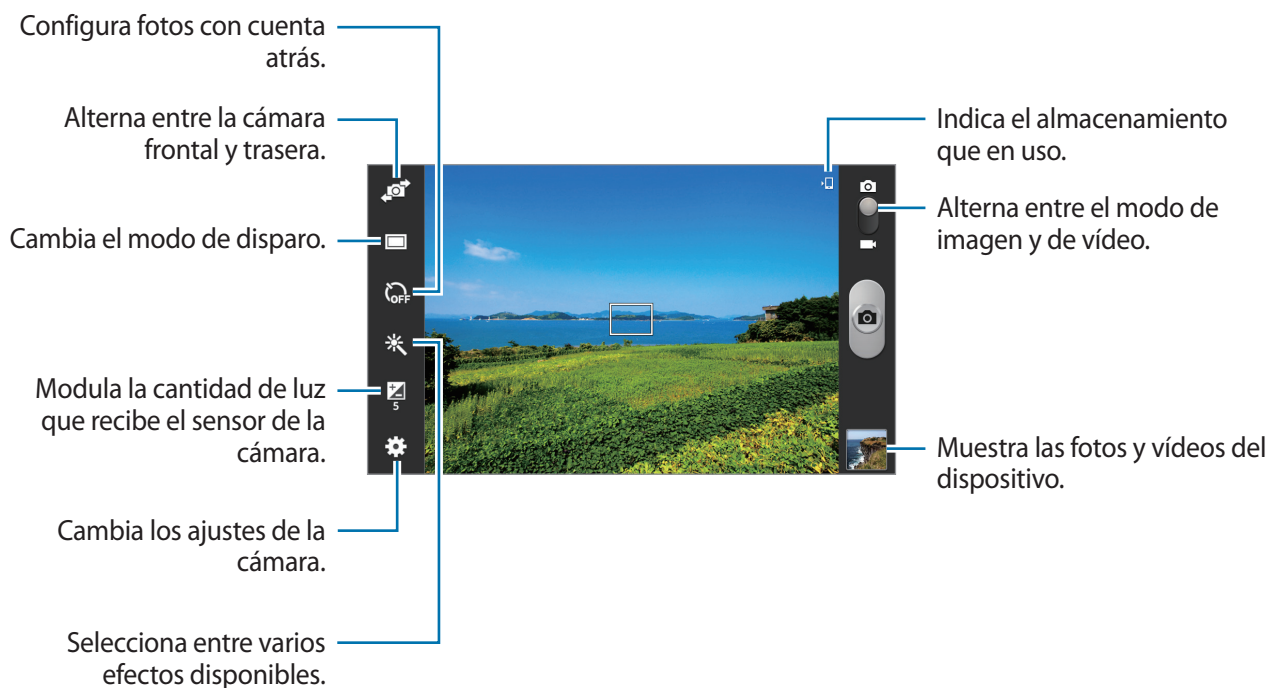 Configura fotos con cuenta
atrás.
Alterna entre la cámara
frontal y trasera.
Cambia el modo de disparo.
OFF
Modula la cantidad de luz
que recibe el sensor de la
cámara.
5
Cambia los ajustes de la
cámara.
Selecciona entre varios
efectos disponibles.
Indica el almacenamiento
que en uso.
Alterna entre el modo de
imagen y de vídeo.
Muestra las fotos y vídeos del
dispositivo.